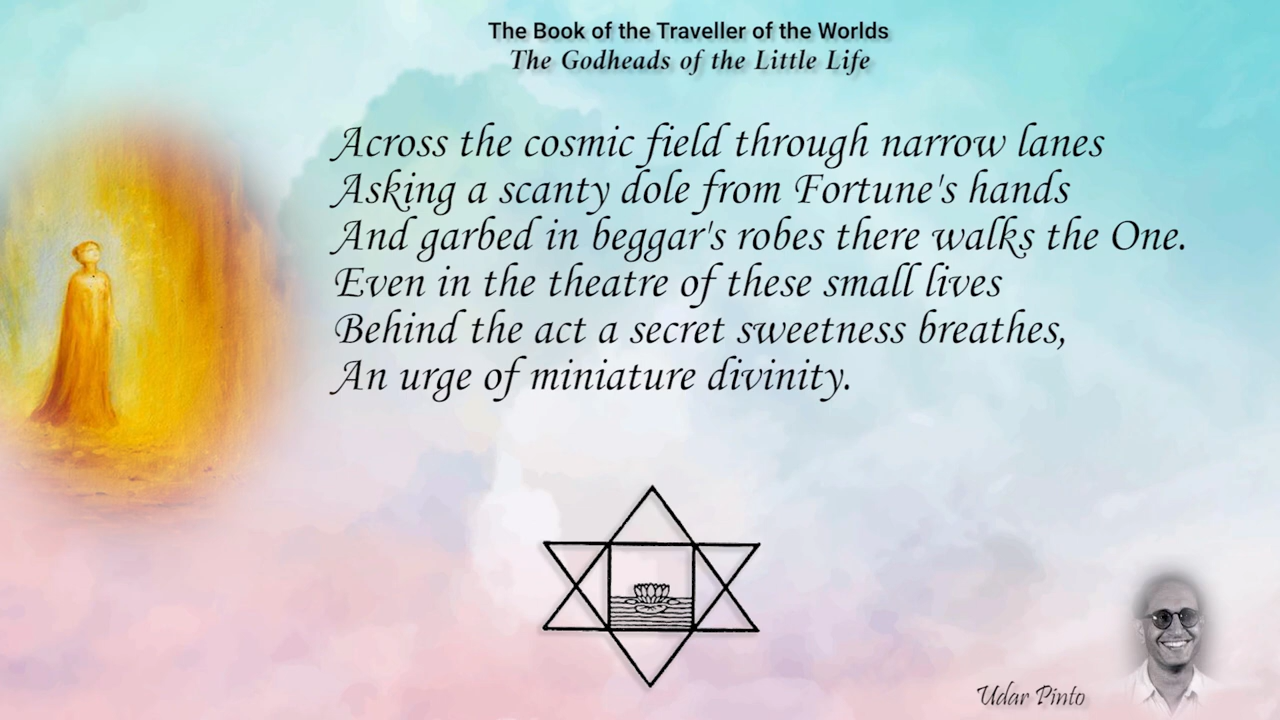 The Book of the Traveller of the Worlds
The Godheads of the Little Life
Across the cosmic field through narrow lanes
Asking a scanty dole from Fortune's hands
And garbed in beggar's robes there walks the One.
Even in the theatre of these small lives
Behind the act a secret sweetness breathes,
An urge of miniature divinity.
Udar Pinto